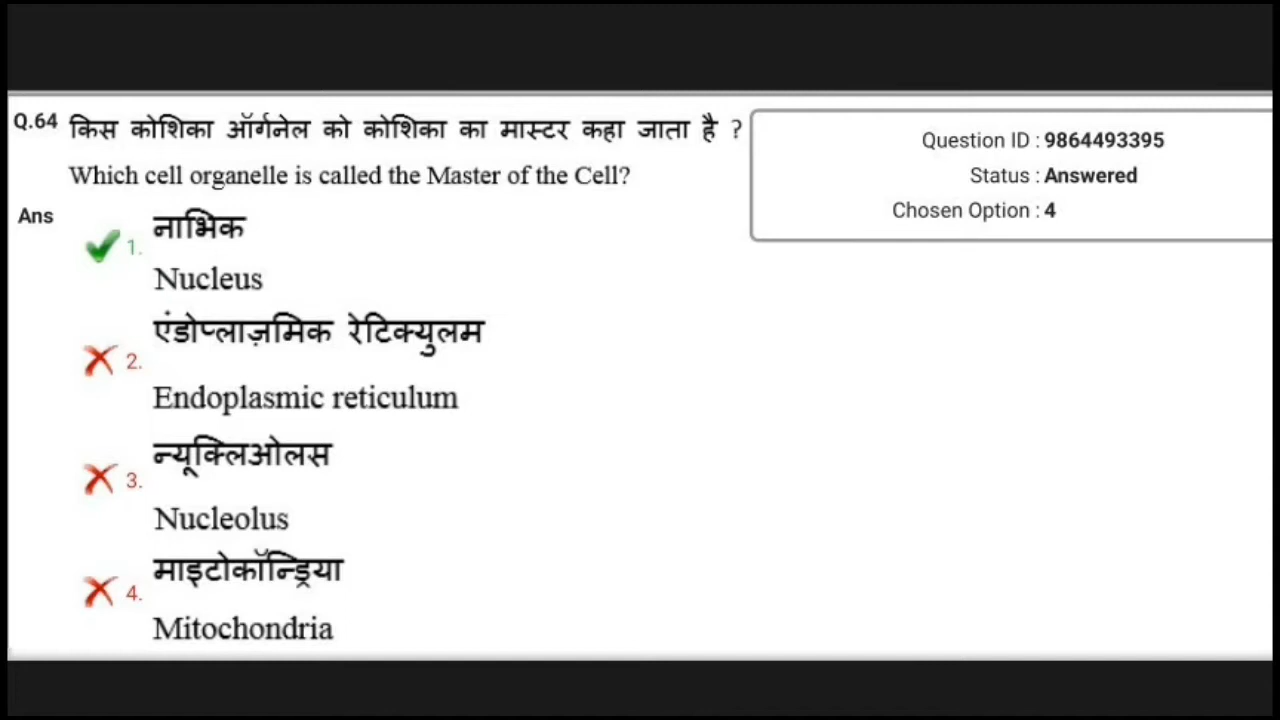 Q.64 किस कोशिका ऑर्गनेल को कोशिका का मास्टर कहा जाता है ?
Which cell organelle is called the Master of the Cell?
Question ID : 9864493395
Status : Answered
Chosen Option : 4
Ans
1. नाभिक
Nucleus
2. एंडोप्लाज़मिक रेटिक्युलम
Endoplasmic reticulum
3. न्यूक्लिओलस
Nucleolus
4. माइटोकॉन्ड्रिया
Mitochondria